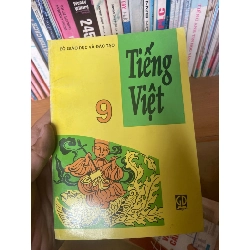 BỘ GIÁO DỤC VÀ ĐÀO TẠO
Tiếng
Việt
9